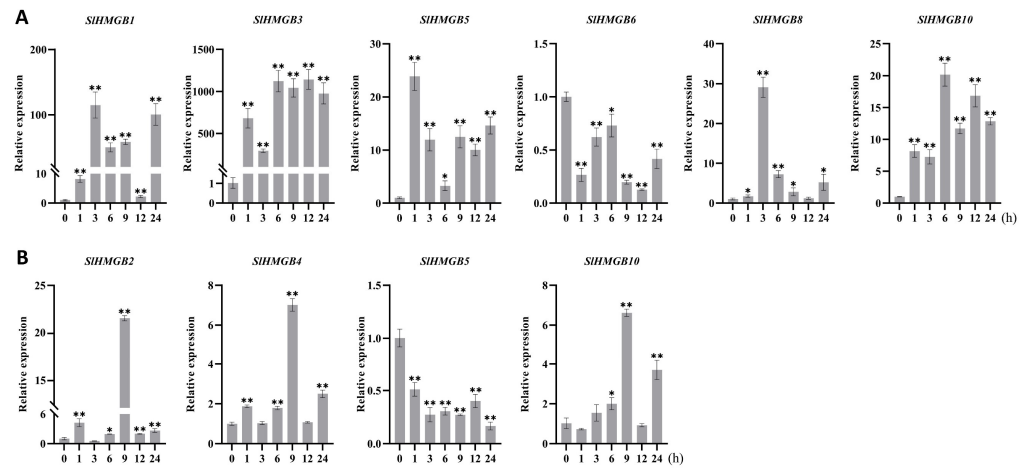 A
SlHMGB1 SlHMGB3 SlHMGB5 SlHMGB6 SlHMGB8 SlHMGB10
Relative expression
200
100
10
0
** ** ** ** ** **
0 1 3 6 9 12 24
Relative expression
1500
1000
500
1
0
** ** ** ** ** **
0 1 3 6 9 12 24
Relative expression
30
20
10
0
** ** * ** ** **
0 1 3 6 9 12 24
Relative expression
1.5
1.0
0.5
0.0
** ** * ** ** **
0 1 3 6 9 12 24
Relative expression
40
30
20
10
0
* ** ** * *
0 1 3 6 9 12 24
Relative expression
25
20
15
10
5
0
** ** ** ** ** **
0 1 3 6 9 12 24 (h)
B
SlHMGB2 SlHMGB4 SlHMGB5 SlHMGB10
Relative expression
25
20
15
6
0
** * ** ** **
0 1 3 6 9 12 24
Relative expression
8
6
4
2
0
** ** ** **
0 1 3 6 9 12 24
Relative expression
1.5
1.0
0.5
0.0
** ** ** ** ** **
0 1 3 6 9 12 24
Relative expression
8
6
4
2
0
* ** **
0 1 3 6 9 12 24 (h)